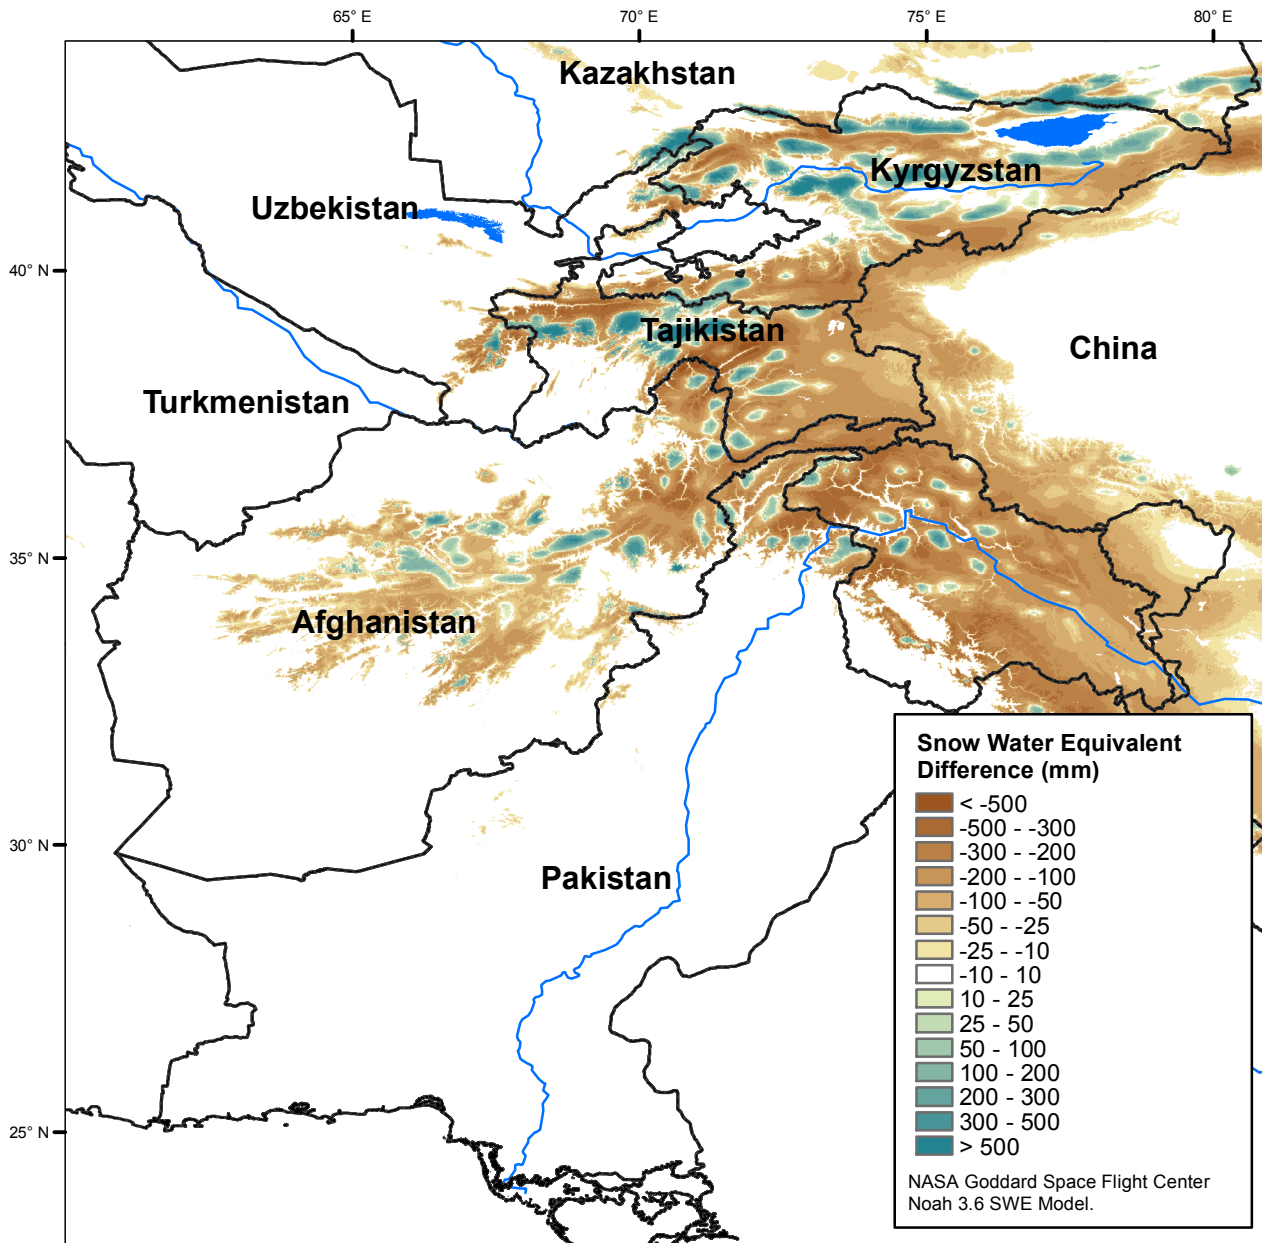 65° E
70° E
75° E
80° E
Kazakhstan
Kyrgyzstan
Uzbekistan
40° N
Tajikistan
China
Turkmenistan
35° N
Afghanistan
30° N
Pakistan
25° N
Snow Water Equivalent
Difference (mm)
< -500
-500 - -300
-300 - -200
-200 - -100
-100 - -50
-50 - -25
-25 - -10
-10 - 10
10 - 25
25 - 50
50 - 100
100 - 200
200 - 300
300 - 500
> 500
NASA Goddard Space Flight Center
Noah 3.6 SWE Model.